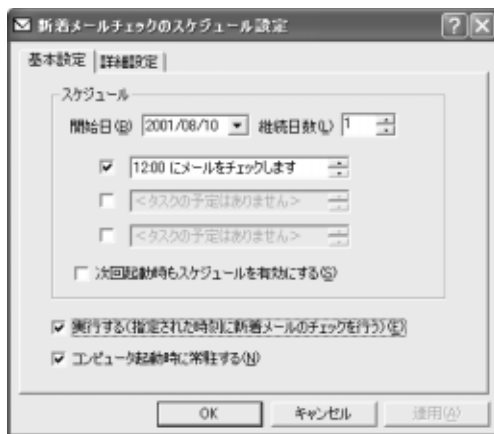 新着メールチェックのスケジュール設定
基本設定 詳細設定
スケジュール
開始日(B) 2001/08/10 継続日数(L) 1
12:00 にメールをチェックします
<タスクの予定はありません>
<タスクの予定はありません>
次回起動時もスケジュールを有効にする(S)
実行する(指定された時刻に新着メールのチェックを行う)(E)
コンピュータ起動時に常駐する(N)
OK キャンセル 適用(A)